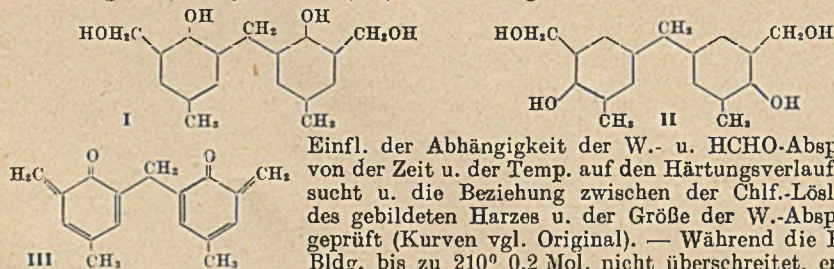 OH OH
HOH₂C CH₂ CH₂OH
I CH₃ CH₃
HOH₂C CH₂ CH₂OH
HO CH₃ II CH₃ OH
O O
H₂C CH₂ CH₂
III CH₃ CH₃
Einfl. der Abhängigkeit der W.- u. HCHO-Absp
von der Zeit u. der Temp. auf den Härtungsverlauf
sucht u. die Beziehung zwischen der Chlf.-Lösl
des gebildeten Harzes u. der Größe der W.-Absp
geprüft (Kurven vgl. Original). — Während die
Bldg. bis zu 210⁰ 0,2 Mol. nicht überschreitet,